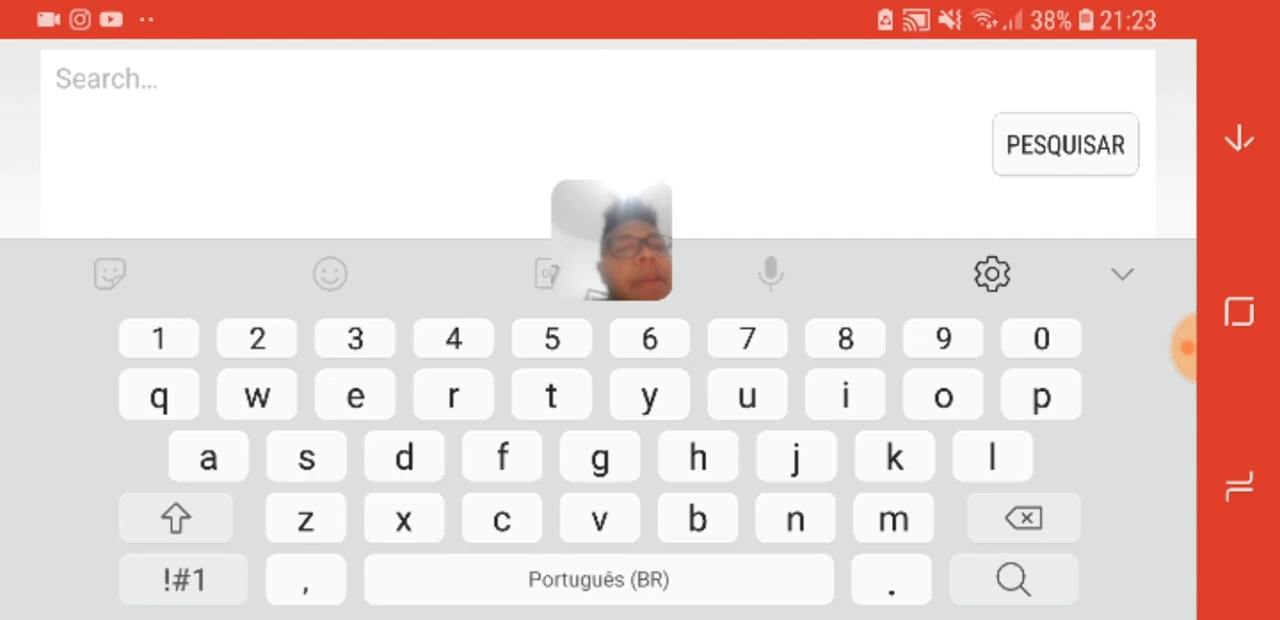 38% 21:23
Search...
PESQUISAR
1 2 3 4 5 6 7 8 9 0
q w e r t y u i o p
a s d f g h j k l
z x c v b n m
!#1 , Português (BR) .